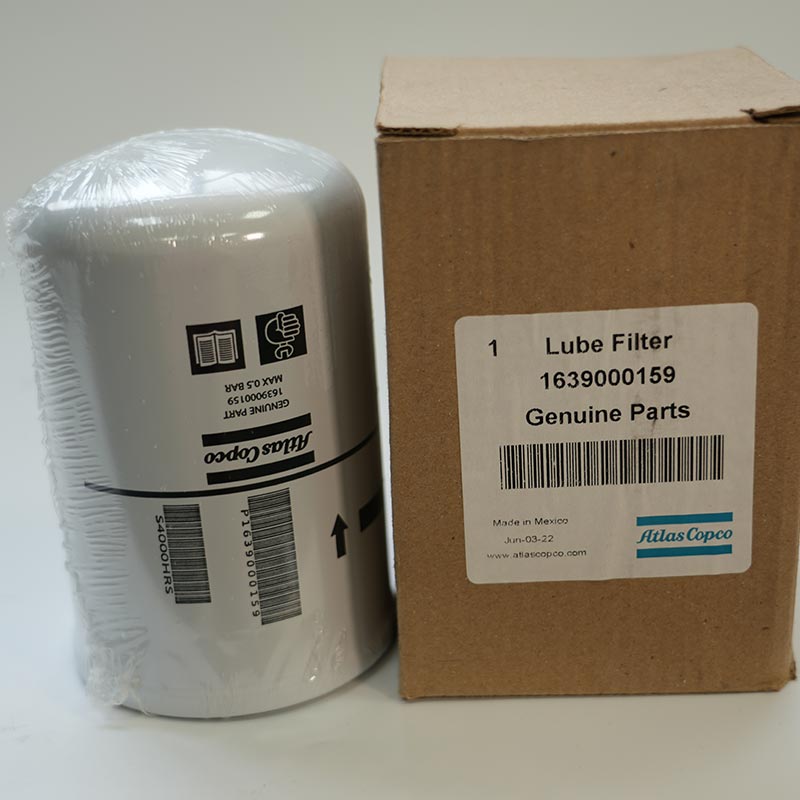 GENUINE PART
1639000159
MAX 0.5 BAR
Atlas Copco
P1639000159
S4000HRS
1 Lube Filter
1639000159
Genuine Parts
Made in Mexico
Jun-03-22
www.atlascopco.com
Atlas Copco